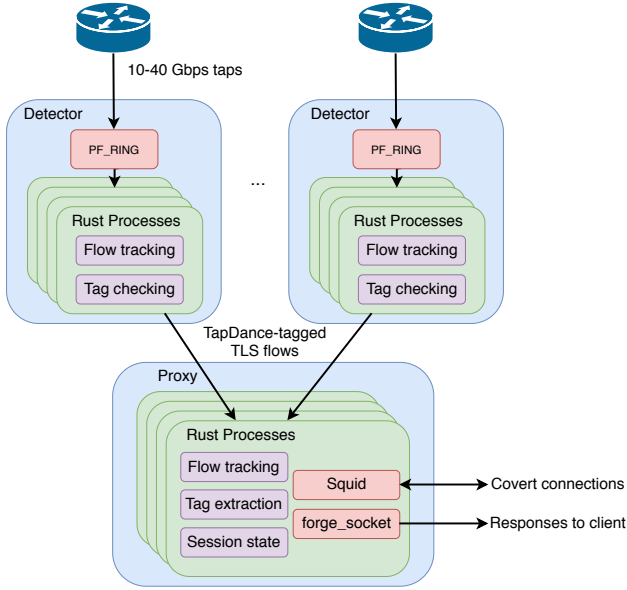 10-40 Gbps taps
Detector
Detector
PF_RING
PF_RING
...
Rust Processes
Rust Processes
Flow tracking
Flow tracking
Tag checking
Tag checking
TapDance-tagged
TLS flows
Proxy
Rust Processes
Flow tracking
Squid
Covert connections
Tag extraction
forge_socket
Responses to client
Session state